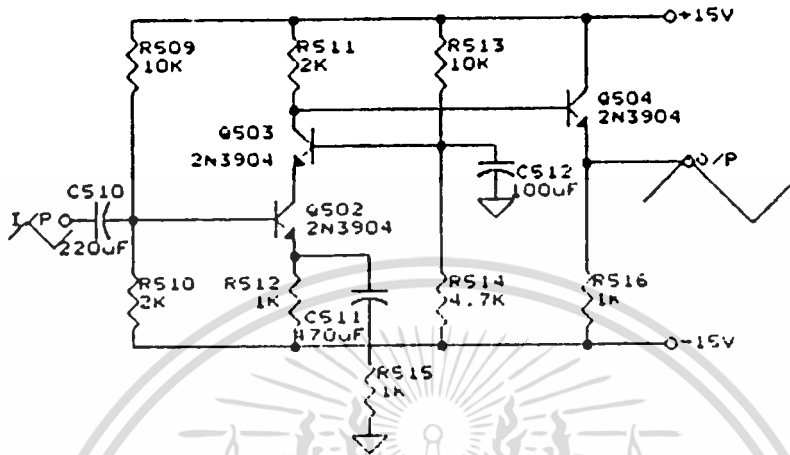 +15V
R509
10K
R511
2K
R513
10K
Q504
2N3904
Q503
2N3904
O/P
C512
100uF
C510
I/P
220uF
Q502
2N3904
R510
2K
R512
1K
C511
470uF
R514
4.7K
R516
1K
-15V
R515
1K